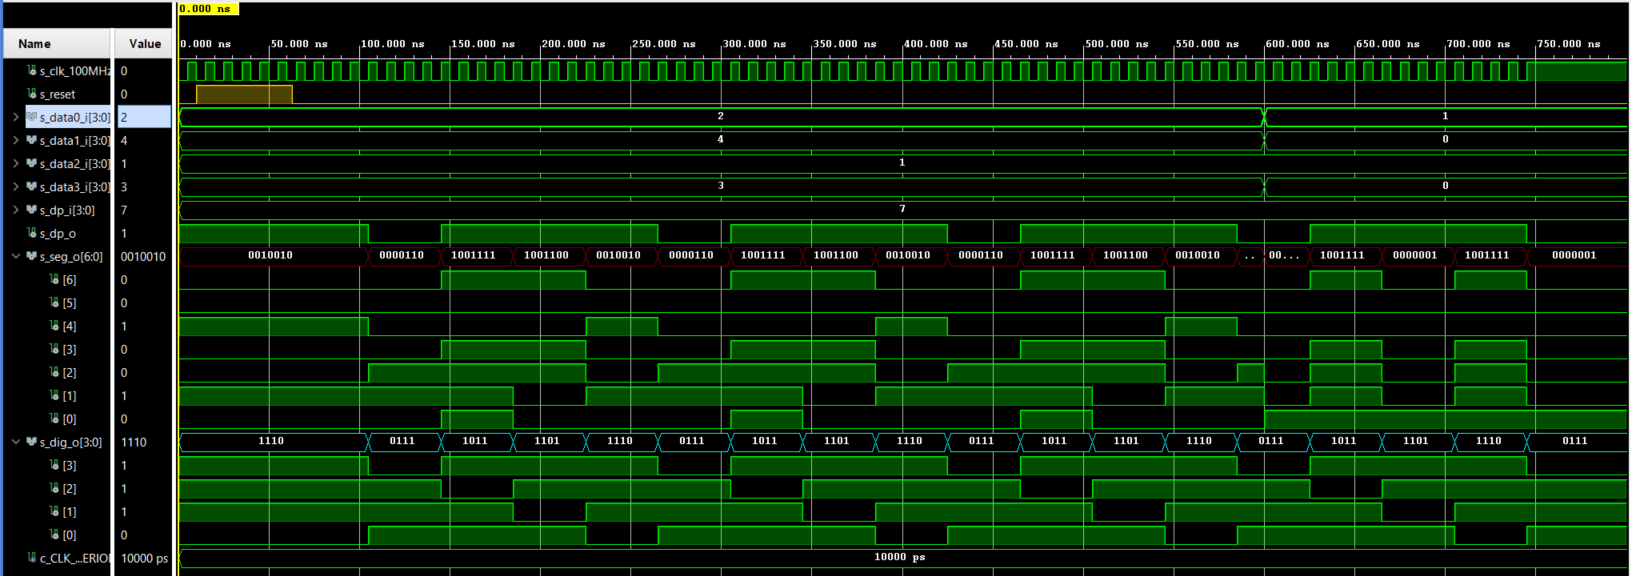 0.000 ns
Name Value
0.000 ns 50.000 ns 100.000 ns 150.000 ns 200.000 ns 250.000 ns 300.000 ns 350.000 ns 400.000 ns 450.000 ns 500.000 ns 550.000 ns 600.000 ns 650.000 ns 700.000 ns 750.000 ns
s_clk_100MHz 0
s_reset 0
s_data0_i[3:0] 2 2 1
s_data1_i[3:0] 4 4 0
s_data2_i[3:0] 1 1
s_data3_i[3:0] 3 3 0
s_dp_i[3:0] 7 7
s_dp_o 1
s_seg_o[6:0] 0010010 0010010 0000110 1001111 1001100 0010010 0000110 1001111 1001100 0010010 0000110 1001111 1001100 0010010 .. 00... 1001111 0000001 1001111 0000001
[6] 0
[5] 0
[4] 1
[3] 0
[2] 0
[1] 1
[0] 0
s_dig_o[3:0] 1110 1110 0111 1011 1101 1110 0111 1011 1101 1110 0111 1011 1101 1110 0111 1011 1101 1110 0111
[3] 1
[2] 1
[1] 1
[0] 0
c_CLK_...ERIOD 10000 ps 10000 ps